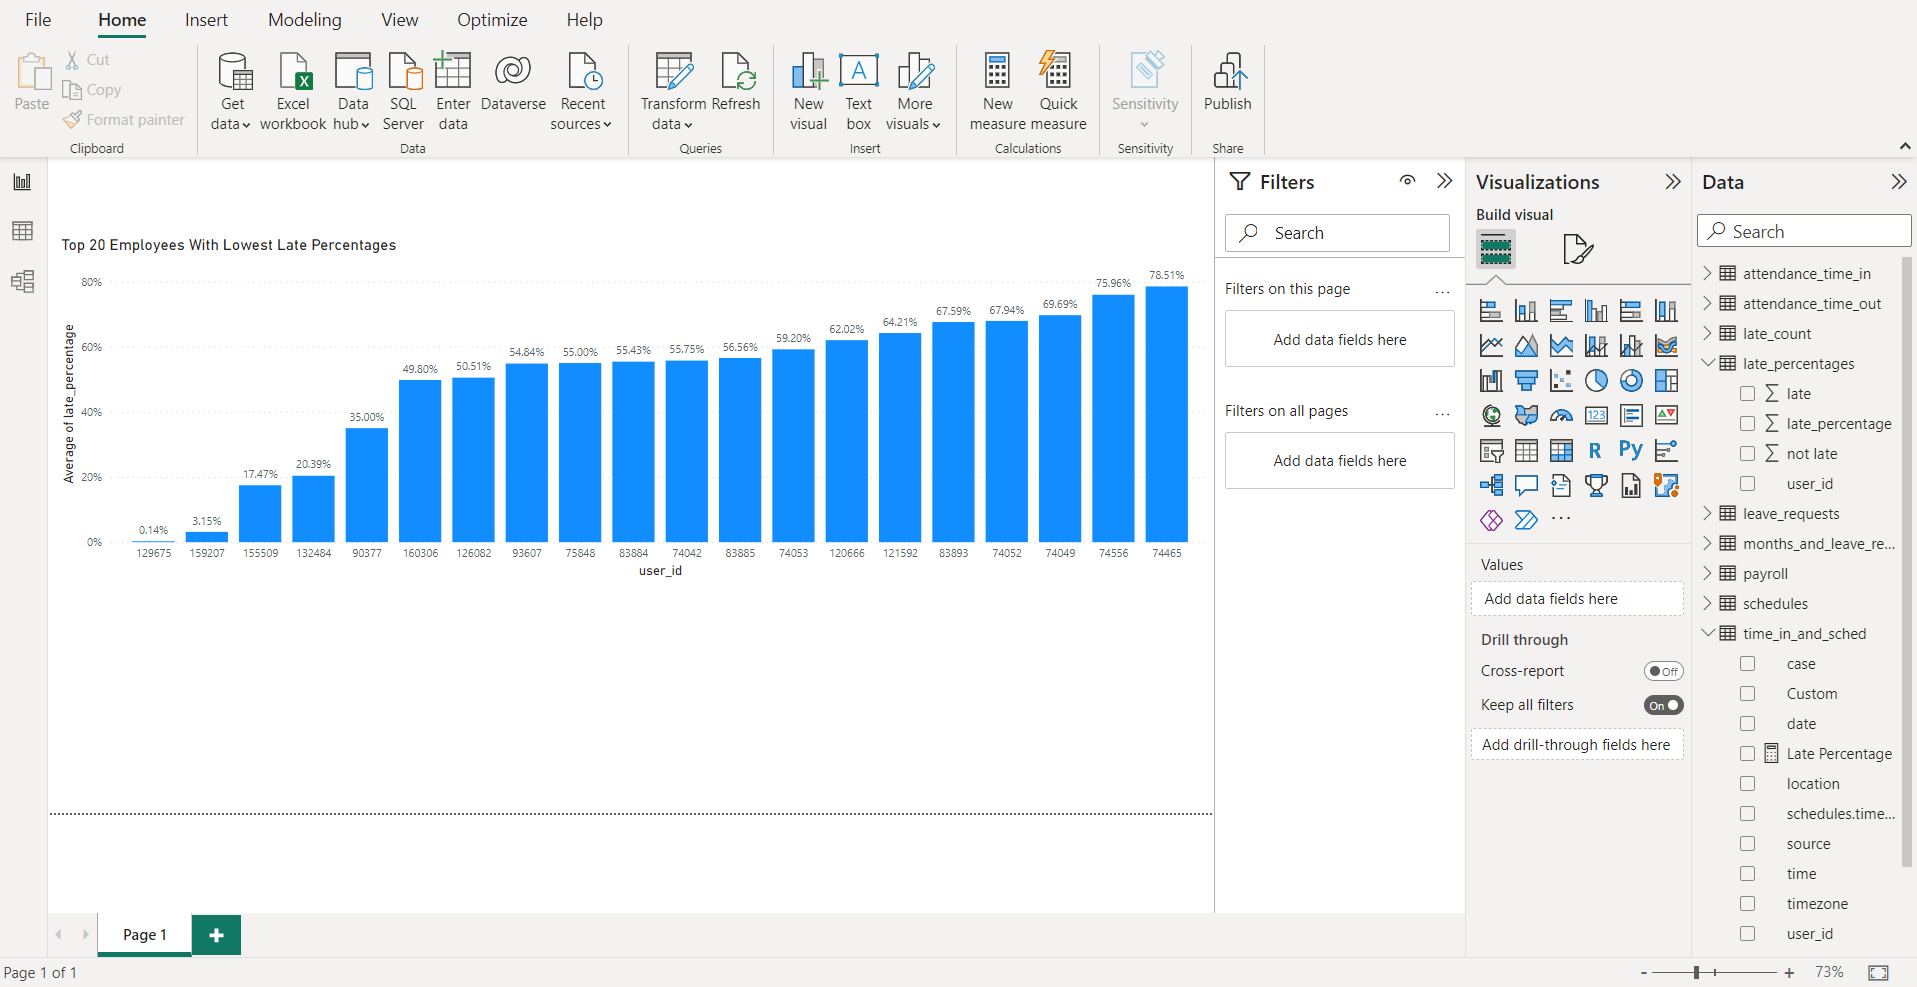 File Home Insert Modeling View Optimize Help
Paste
Cut
Copy
Format painter
Clipboard
Get data
Excel workbook
Data hub
SQL Server
Enter data
Dataverse
Recent sources
Data
Transform data
Refresh
Queries
New visual
A
Text box
More visuals
Insert
New measure
Quick measure
Calculations
Sensitivity
Sensitivity
Publish
Share
Top 20 Employees With Lowest Late Percentages
Average of late_percentage
80%
60%
40%
20%
0%
0.14% 3.15% 17.47% 20.39% 35.00% 49.80% 50.51% 54.84% 55.00% 55.43% 55.75% 56.56% 59.20% 62.02% 64.21% 67.59% 67.94% 69.69% 75.96% 78.51%
129675 159207 155509 132484 90377 160306 126082 93607 75848 83884 74042 83885 74053 120666 121592 83893 74052 74049 74556 74465
user_id
Filters
Search
Filters on this page ...
Add data fields here
Filters on all pages ...
Add data fields here
Visualizations
Build visual
123
R Py
...
Values
Add data fields here
Drill through
Cross-report Off
Keep all filters On
Add drill-through fields here
Data
Search
attendance_time_in
attendance_time_out
late_count
late_percentages
late
late_percentage
not late
user_id
leave_requests
months_and_leave_re...
payroll
schedules
time_in_and_sched
case
Custom
date
Late Percentage
location
schedules.time...
source
time
timezone
user_id
Page 1 +
Page 1 of 1
- + 73%